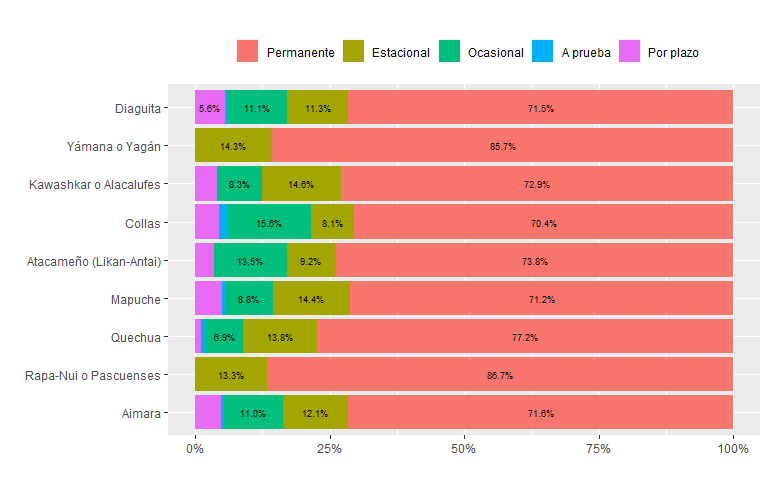 Permanente Estacional Ocasional A prueba Por plazo
Diaguita 5.6% 11.1% 11.3% 71.5%
Yámana o Yagán 14.3% 85.7%
Kawashkar o Alacalufes 8.3% 14.6% 72.9%
Collas 15.6% 8.1% 70.4%
Atacameño (Likan-Antai) 13.5% 9.2% 73.8%
Mapuche 8.8% 14.4% 71.2%
Quechua 6.9% 13.8% 77.2%
Rapa-Nui o Pascuenses 13.3% 86.7%
Aimara 11.0% 12.1% 71.6%
0% 25% 50% 75% 100%